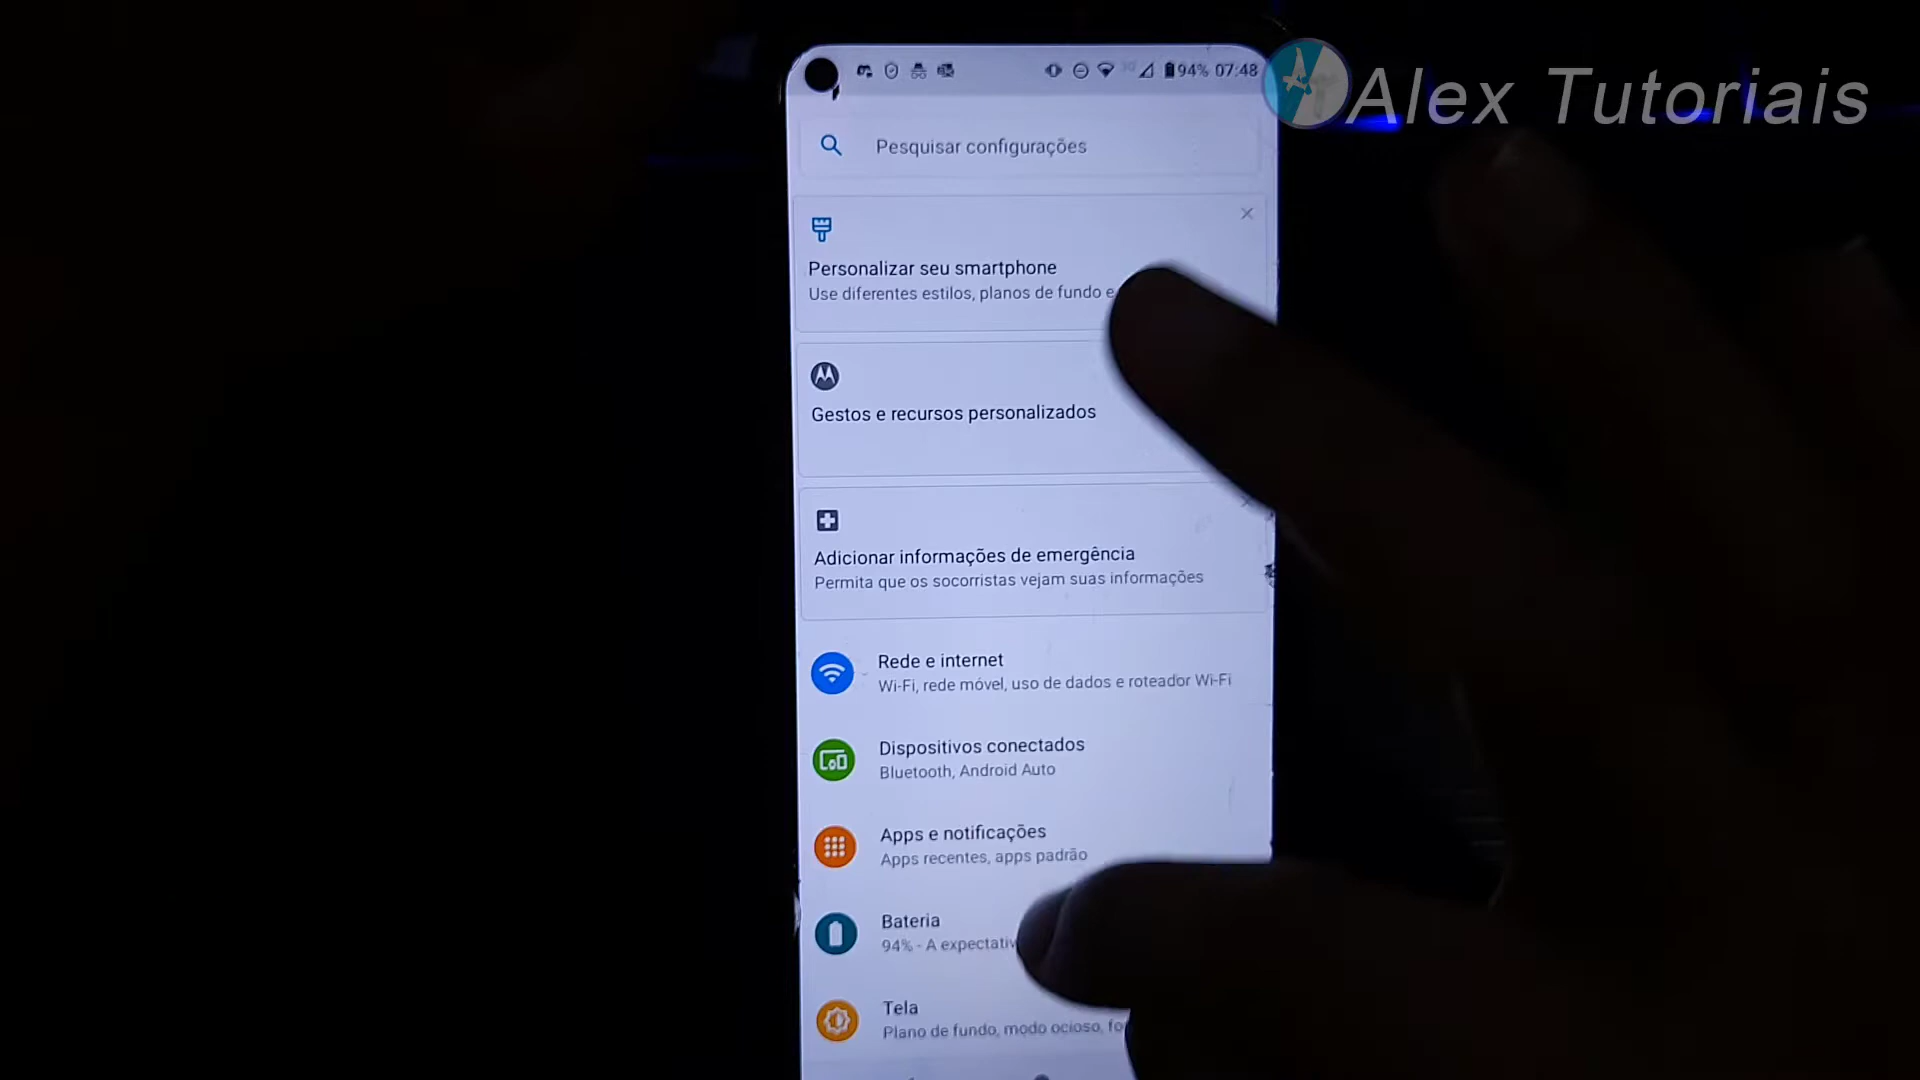 94% 07:48
Alex Tutoriais
Pesquisar configurações
Personalizar seu smartphone
Use diferentes estilos, planos de fundo e
Gestos e recursos personalizados
Adicionar informações de emergência
Permita que os socorristas vejam suas informações
Rede e internet
Wi-Fi, rede móvel, uso de dados e roteador Wi-Fi
Dispositivos conectados
Bluetooth, Android Auto
Apps e notificações
Apps recentes, apps padrão
Bateria
94% - A
Tela
Plano de fundo, modo ocioso,